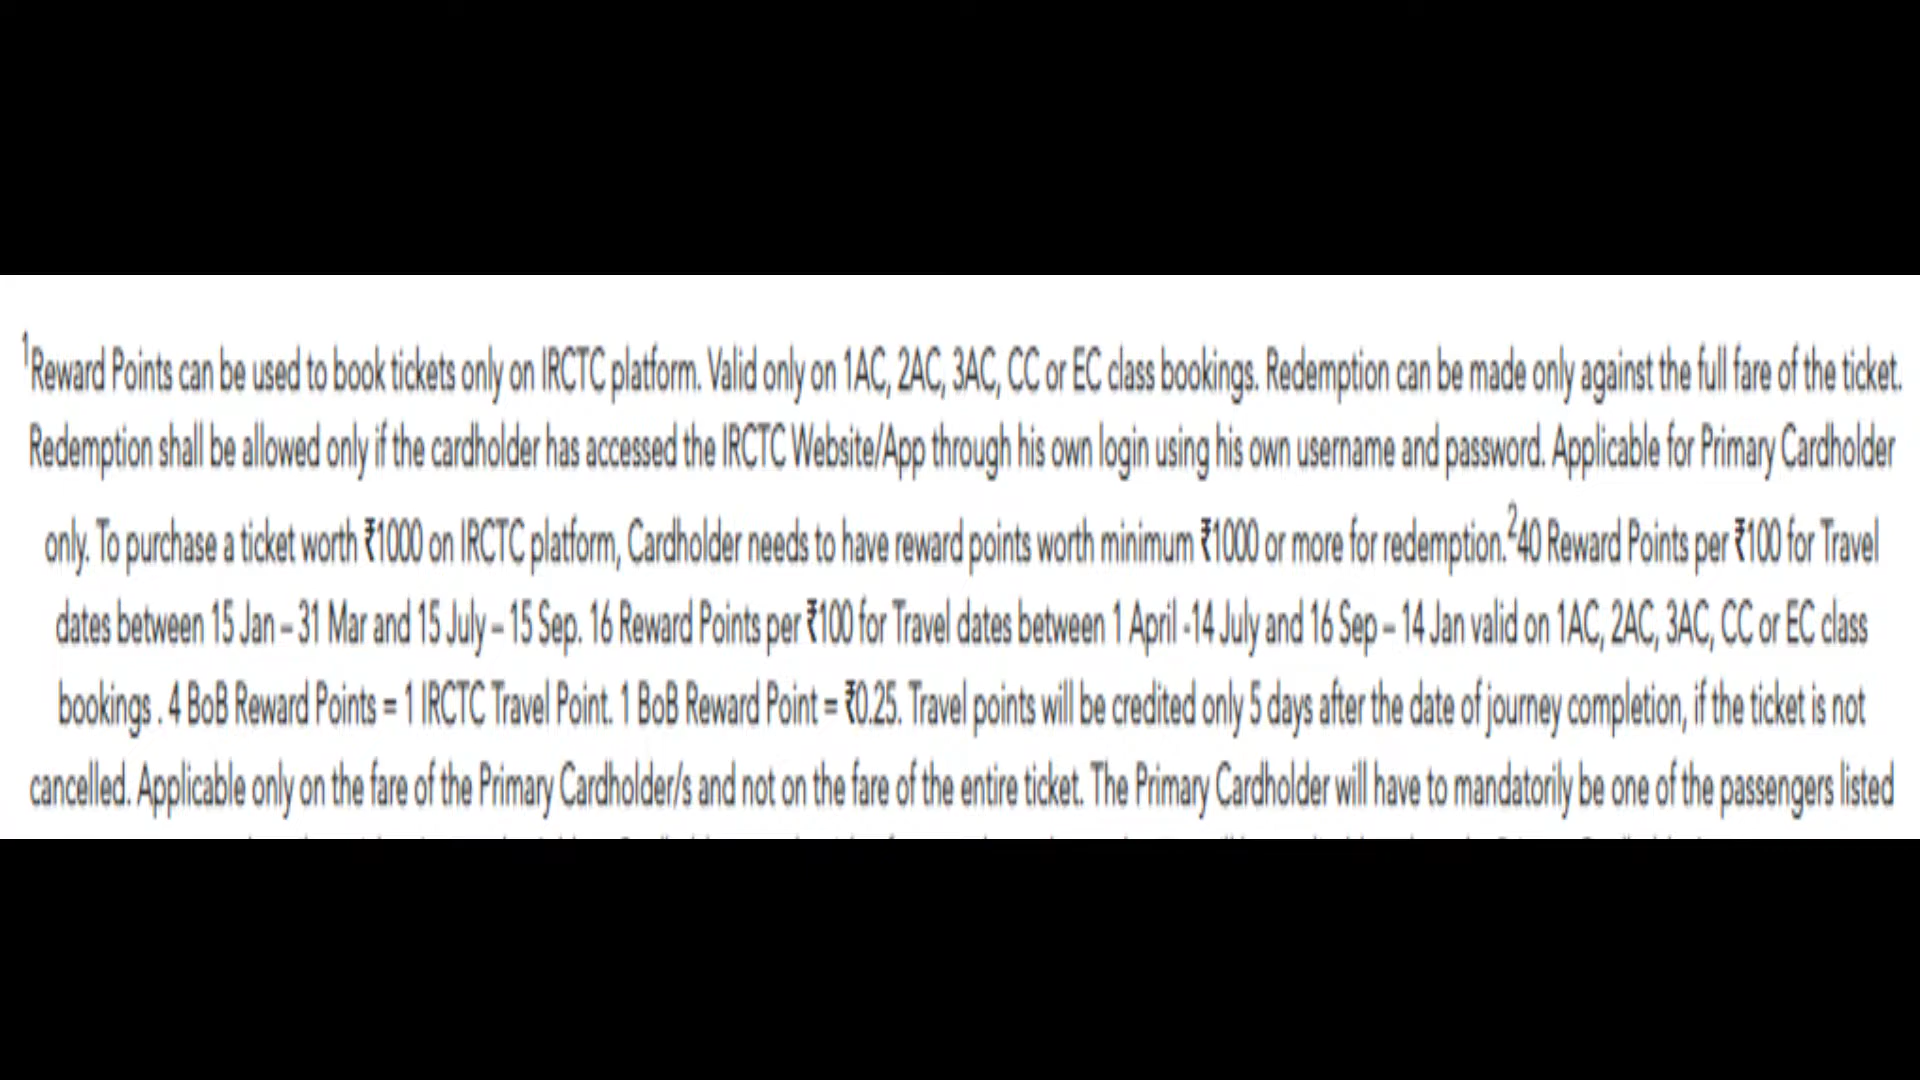 ¹Reward Points can be used to book tickets only on IRCTC platform. Valid only on 1AC, 2AC, 3AC, CC or EC class bookings. Redemption can be made only against the full fare of the ticket.
Redemption shall be allowed only if the cardholder has accessed the IRCTC Website/App through his own login using his own username and password. Applicable for Primary Cardholder
only. To purchase a ticket worth ₹1000 on IRCTC platform, Cardholder needs to have reward points worth minimum ₹1000 or more for redemption.²40 Reward Points per ₹100 for Travel
dates between 15 Jan – 31 Mar and 15 July – 15 Sep. 16 Reward Points per ₹100 for Travel dates between 1 April -14 July and 16 Sep – 14 Jan valid on 1AC, 2AC, 3AC, CC or EC class
bookings . 4 BoB Reward Points = 1 IRCTC Travel Point. 1 BoB Reward Point = ₹0.25. Travel points will be credited only 5 days after the date of journey completion, if the ticket is not
cancelled. Applicable only on the fare of the Primary Cardholder/s and not on the fare of the entire ticket. The Primary Cardholder will have to mandatorily be one of the passengers listed